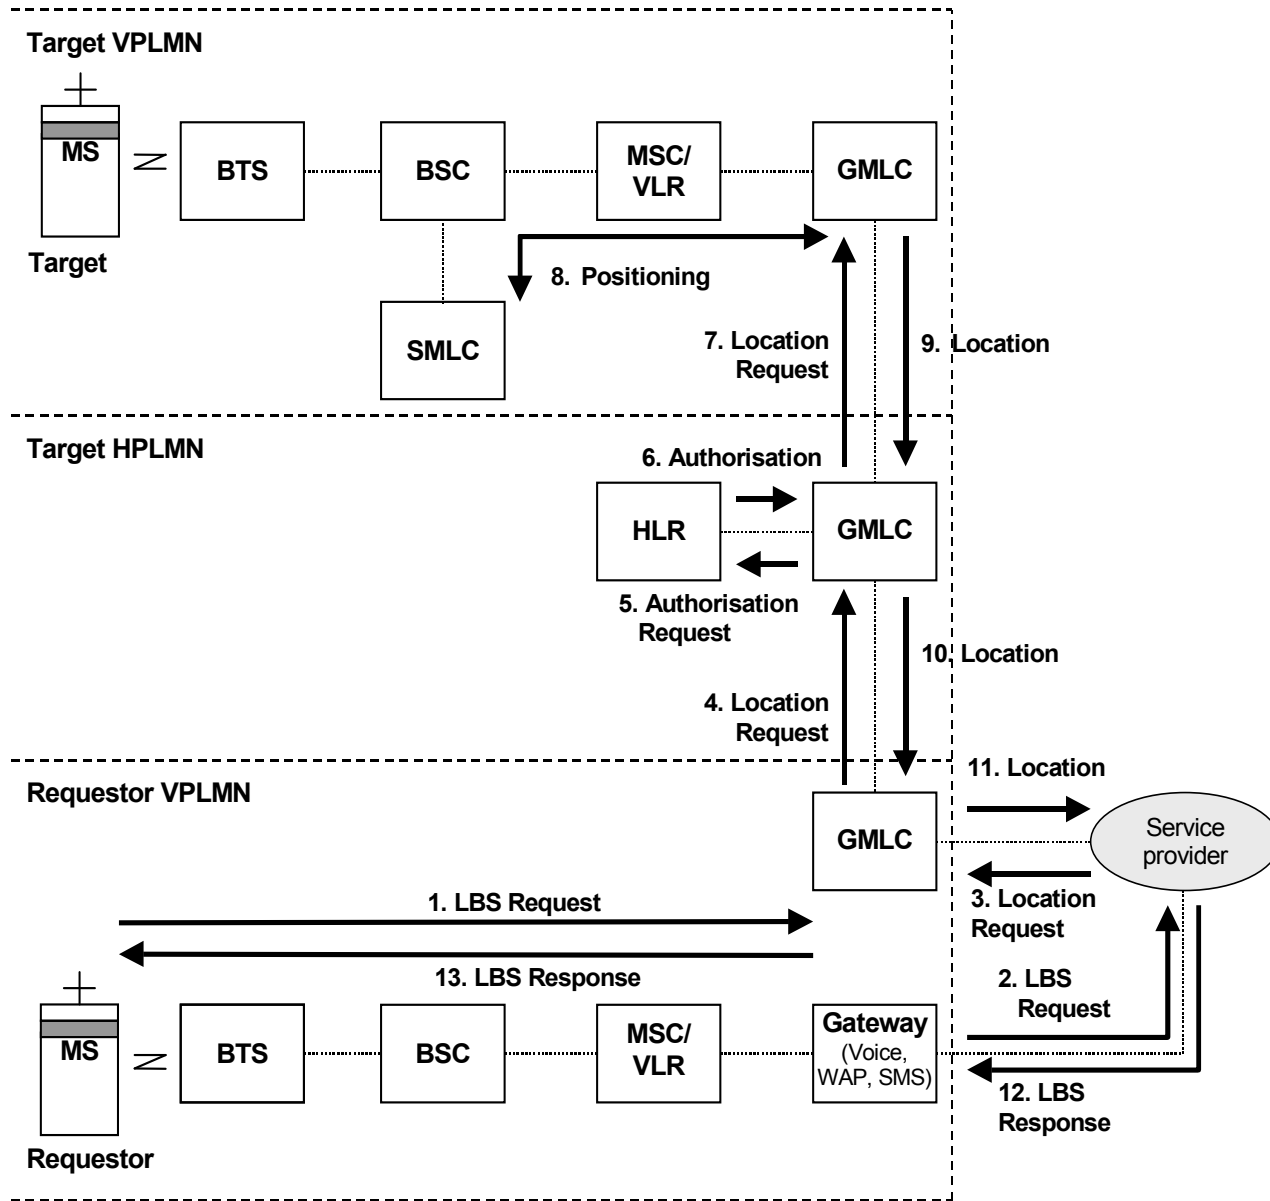 Target VPLMN
MS
BTS
BSC
MSC/
VLR
GMLC
Target
8. Positioning
SMLC
7. Location
Request
9. Location
Target HPLMN
6. Authorisation
HLR
GMLC
5. Authorisation
Request
10. Location
4. Location
Request
Requestor VPLMN
11. Location
GMLC
Service
provider
3. Location
Request
1. LBS Request
13. LBS Response
2. LBS
Request
MS
BTS
BSC
MSC/
VLR
Gateway
(Voice,
WAP, SMS)
12. LBS
Response
Requestor